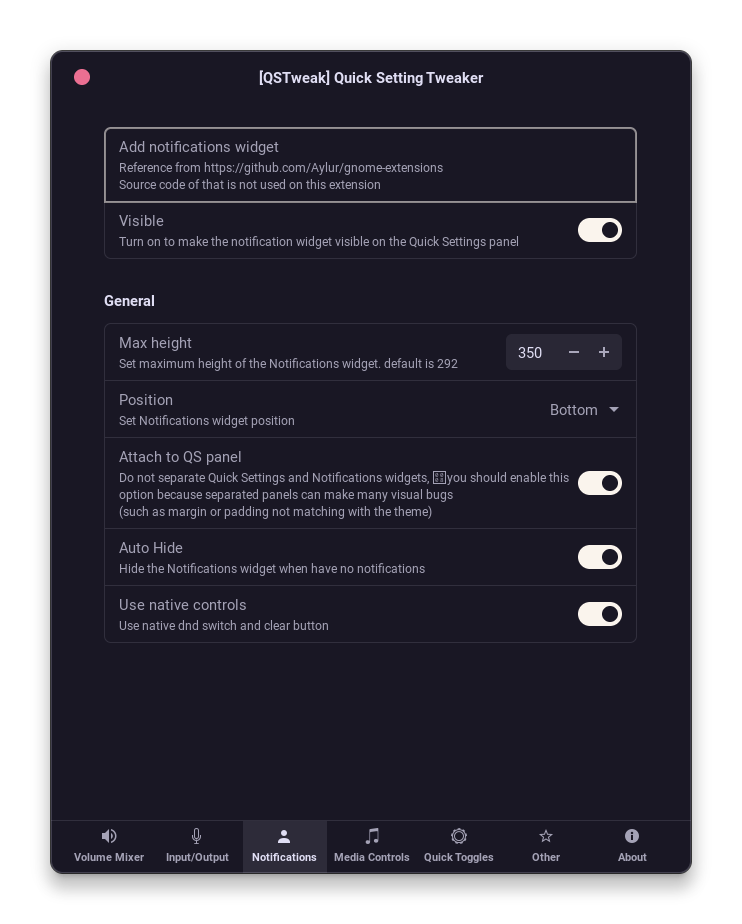 [QSTweak] Quick Setting Tweaker
Add notifications widget
Reference from https://github.com/Aylur/gnome-extensions
Source code of that is not used on this extension
Visible
Turn on to make the notification widget visible on the Quick Settings panel
General
Max height
Set maximum height of the Notifications widget. default is 292
350
Position
Set Notifications widget position
Bottom
Attach to QS panel
Do not separate Quick Settings and Notifications widgets, you should enable this
option because separated panels can make many visual bugs
(such as margin or padding not matching with the theme)
Auto Hide
Hide the Notifications widget when have no notifications
Use native controls
Use native dnd switch and clear button
Volume Mixer
Input/Output
Notifications
Media Controls
Quick Toggles
Other
About